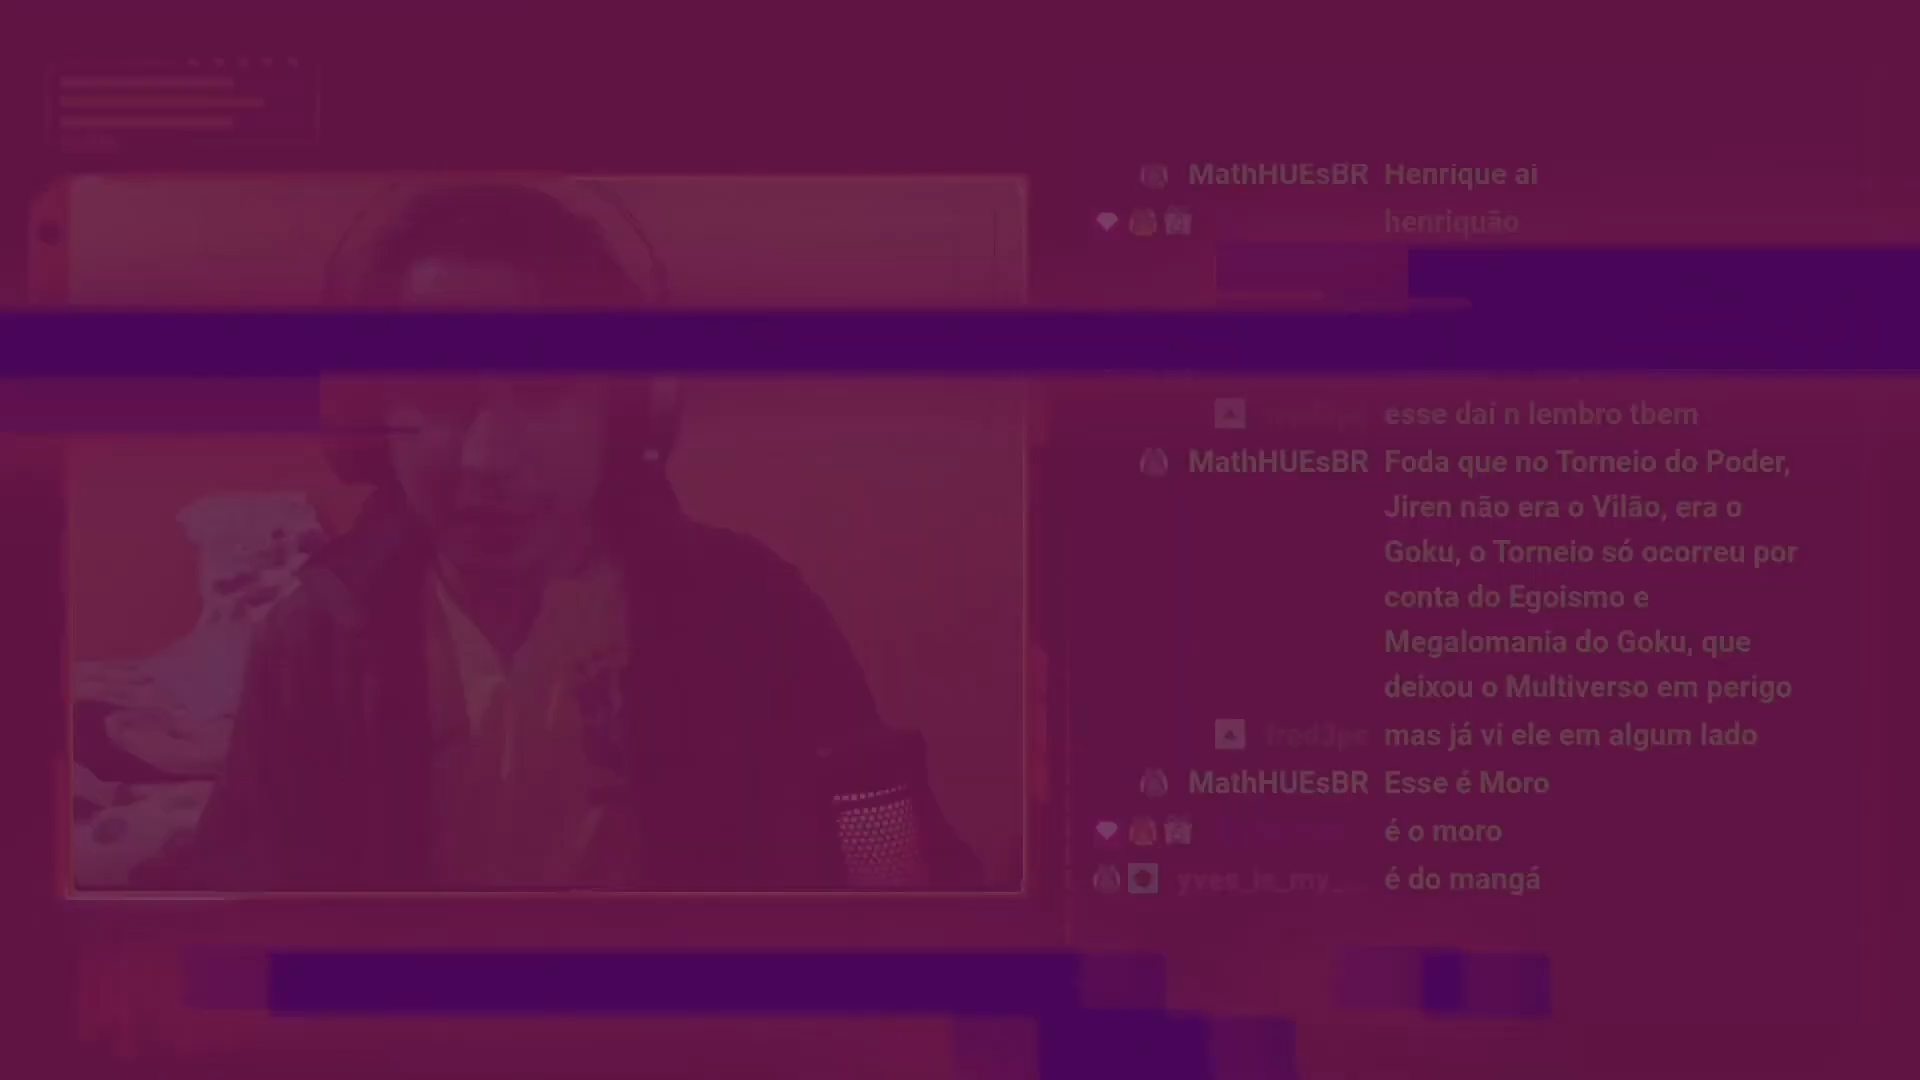 MathHUEsBR Henrique ai
henriquão
esse dai n lembro tbem
MathHUEsBR Foda que no Torneio do Poder,
Jiren não era o Vilão, era o
Goku, o Torneio só ocorreu por
conta do Egoismo e
Megalomania do Goku, que
deixou o Multiverso em perigo
mas já vi ele em algum lado
MathHUEsBR Esse é Moro
é o moro
yves_is_my_... é do mangá